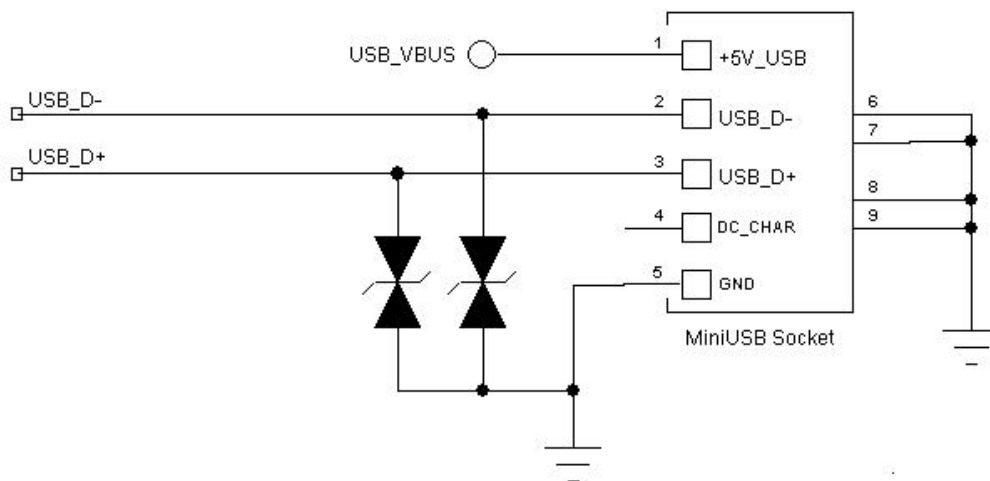 USB_VBUS
1
+5V_USB
USB_D-
2
USB_D-
6
7
USB_D+
3
USB_D+
8
4
DC_CHAR
9
5
GND
MiniUSB Socket